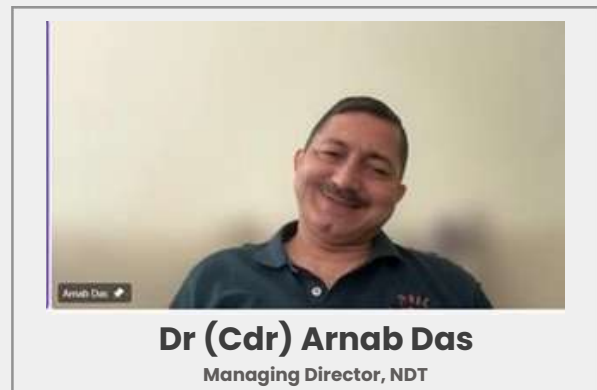 Arnab Das
Dr (Cdr) Arnab Das
Managing Director, NDT